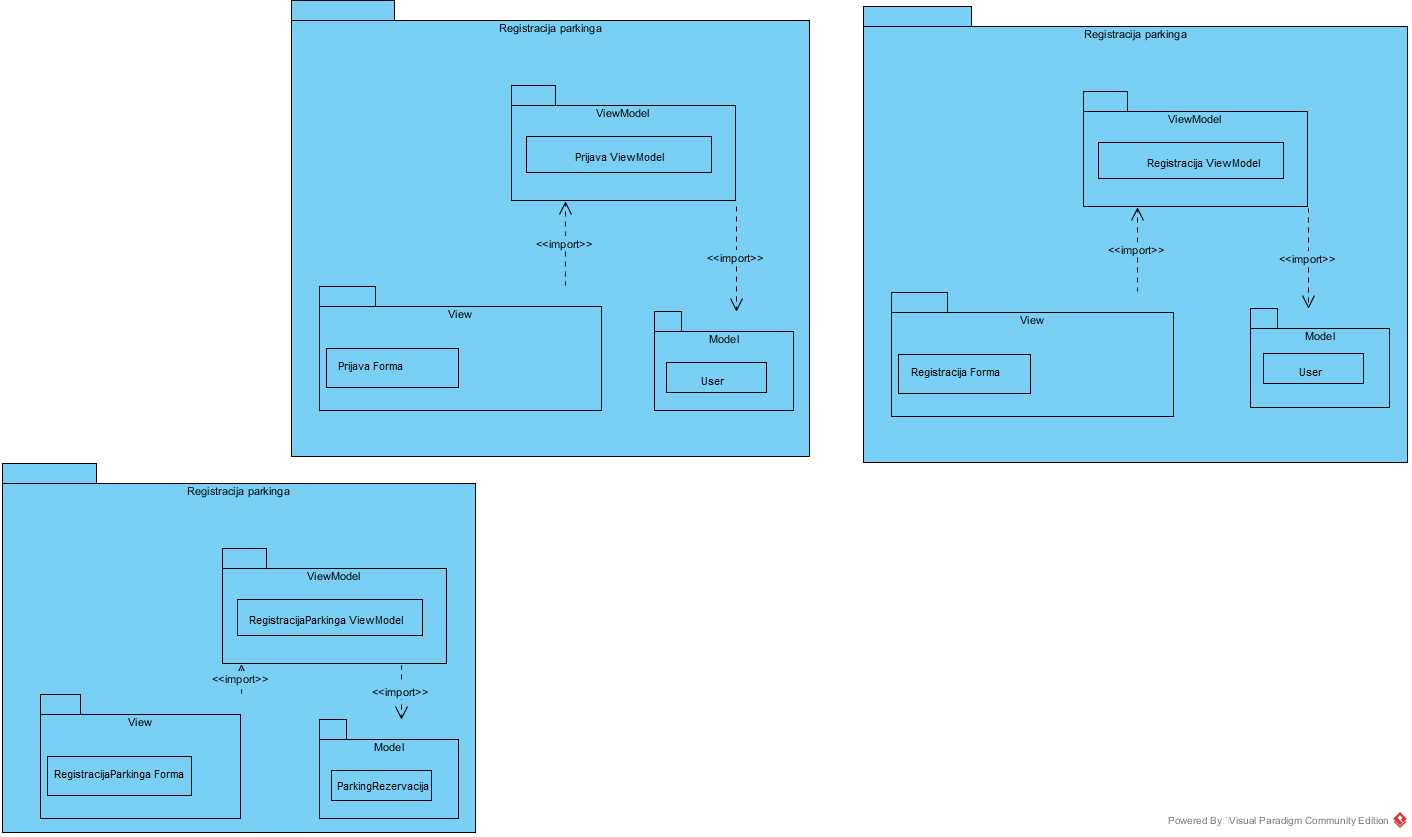 Registracija parkinga
ViewModel
Prijava ViewModel
<<import>>
<<import>>
View
Prijava Forma
Model
User
Registracija parkinga
ViewModel
Registracija ViewModel
<<import>>
<<import>>
View
Registracija Forma
Model
User
Registracija parkinga
ViewModel
RegistracijaParkinga ViewModel
<<import>>
<<import>>
View
RegistracijaParkinga Forma
Model
ParkingRezervacija
Powered By Visual Paradigm Community Edition